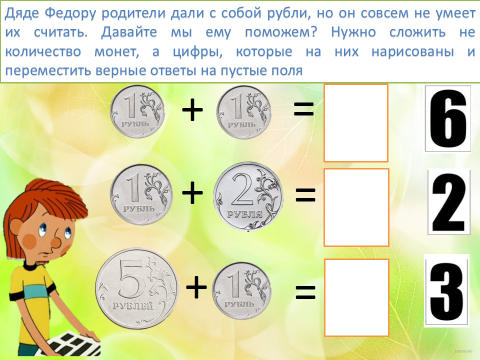 Дяде Федору родители дали с собой рубли, но он совсем не умеет
их считать. Давайте мы ему поможем? Нужно сложить не
количество монет, а цифры, которые на них нарисованы и
переместить верные ответы на пустые поля
1 РУБЛЬ + 1 РУБЛЬ = 6
1 РУБЛЬ + 2 РУБЛЯ = 2
5 РУБЛЕЙ + 1 РУБЛЬ = 3